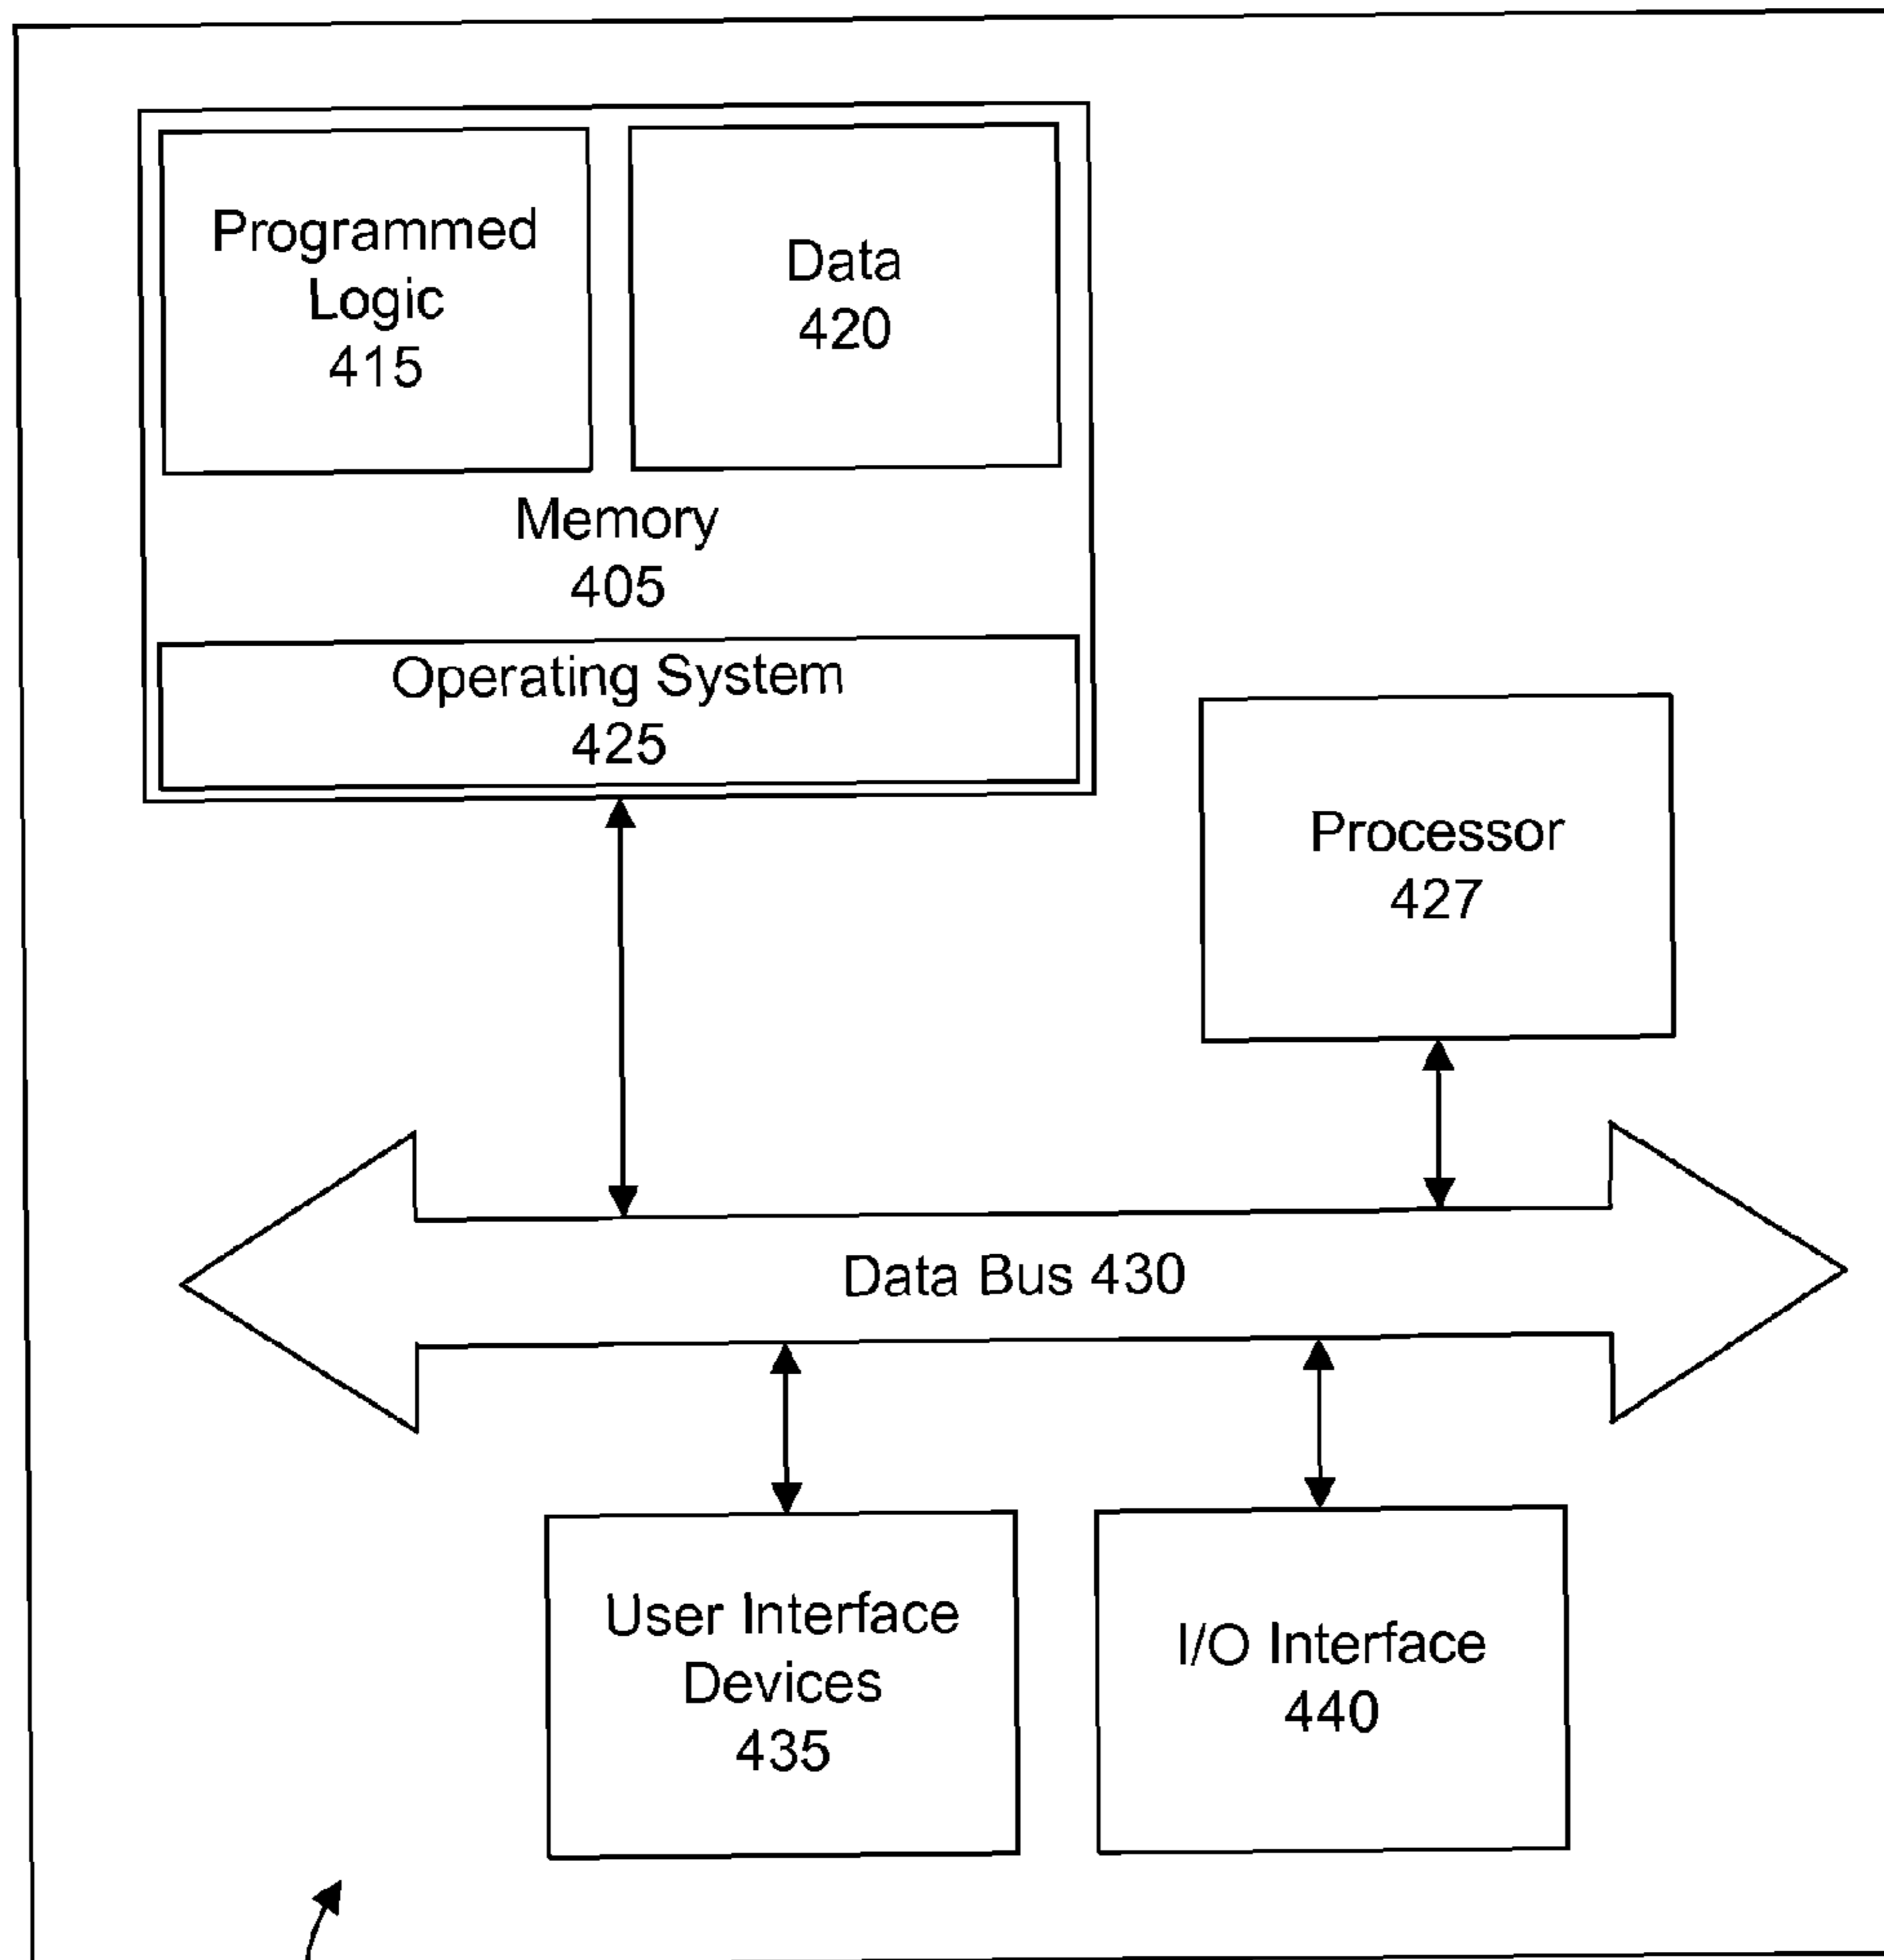 Programmed
Logic
415
Data
420
Memory
405
Operating System
425
Processor
427
Data Bus 430
User Interface
Devices
435
I/O Interface
440